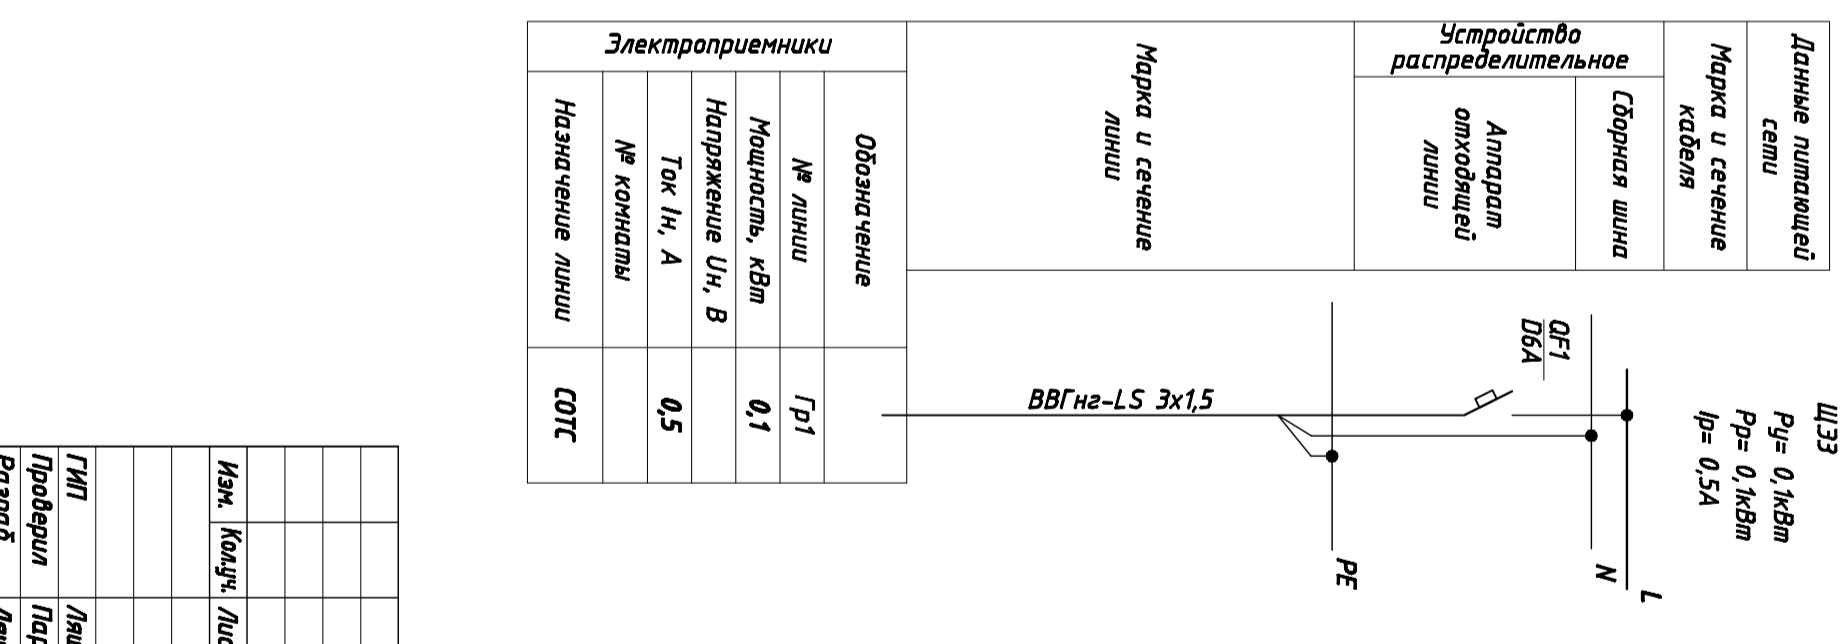 Данные питающей
сети
Марка и сечение
кабеля
Устройство
распределительное
Сборная шина
Аппарат
отходящей
линии
Марка и сечение
линии
Электроприемники
Обозначение
№ линии
Гр1
Мощность, кВт
0,1
Напряжение Uн, В
Ток Iн, А
0,5
№ комнаты
Назначение линии
СОТС
ЩЭ3
Ру= 0,1кВт
Рр= 0,1кВт
Iр= 0,5А
QF1
D6A
ВВГнг-LS 3х1,5
L
N
PE
Изм.
Кол.уч.
ГИП
Проверил